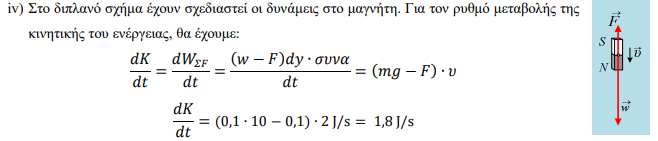 iv) Στο διπλανό σχήμα έχουν σχεδιαστεί οι δυνάμεις στο μαγνήτη. Για τον ρυθμό μεταβολής της
κινητικής του ενέργειας, θα έχουμε:
dK/dt = dW_ΣF/dt = (w − F)dy · συνα/dt = (mg − F) · υ
dK/dt = (0,1 · 10 − 0,1) · 2 J/s = 1,8 J/s
F⃗
S
υ⃗
N
w⃗